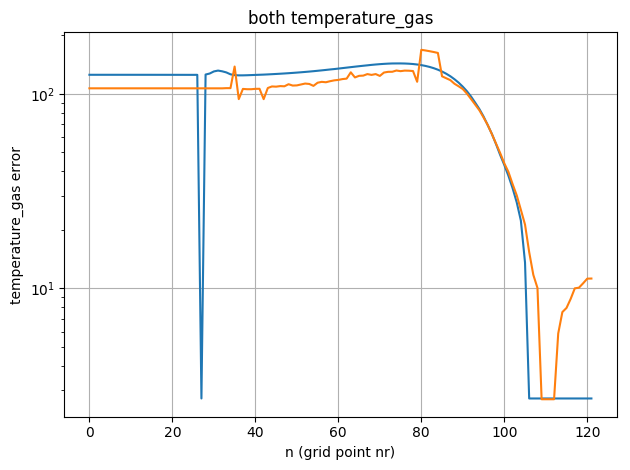 both temperature_gas
temperature_gas error
10²
10¹
0 20 40 60 80 100 120
n (grid point nr)